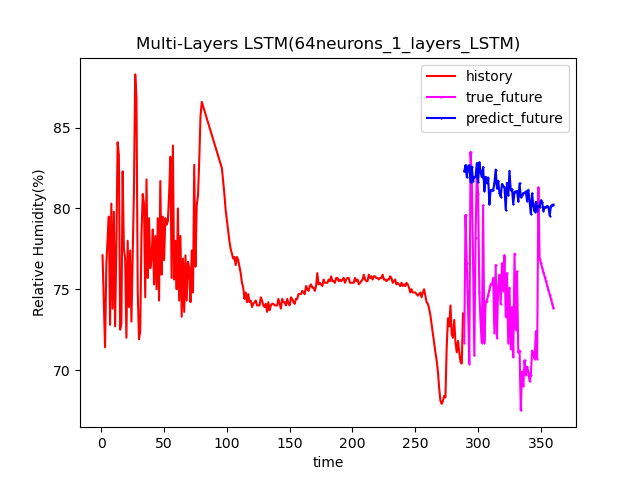 Multi-Layers LSTM(64neurons_1_layers_LSTM)
history
true_future
predict_future
Relative Humidity(%)
85
80
75
70
0
50
100
150
200
250
300
350
time